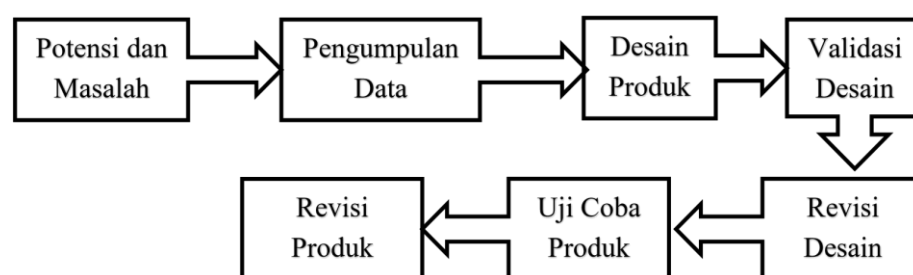 Potensi dan
Masalah
Pengumpulan
Data
Desain
Produk
Validasi
Desain
Revisi
Desain
Uji Coba
Produk
Revisi
Produk